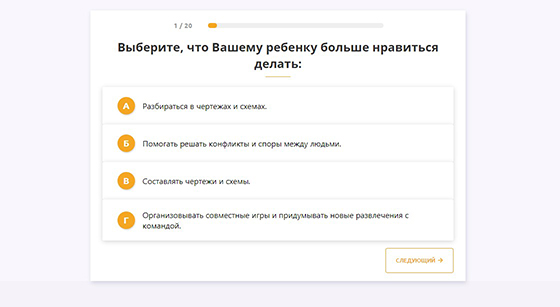 1 / 20
Выберите, что Вашему ребенку больше нравиться
делать:
А Разбираться в чертежах и схемах.
Б Помогать решать конфликты и споры между людьми.
В Составлять чертежи и схемы.
Г Организовывать совместные игры и придумывать новые развлечения с
командой.
СЛЕДУЮЩИЙ →